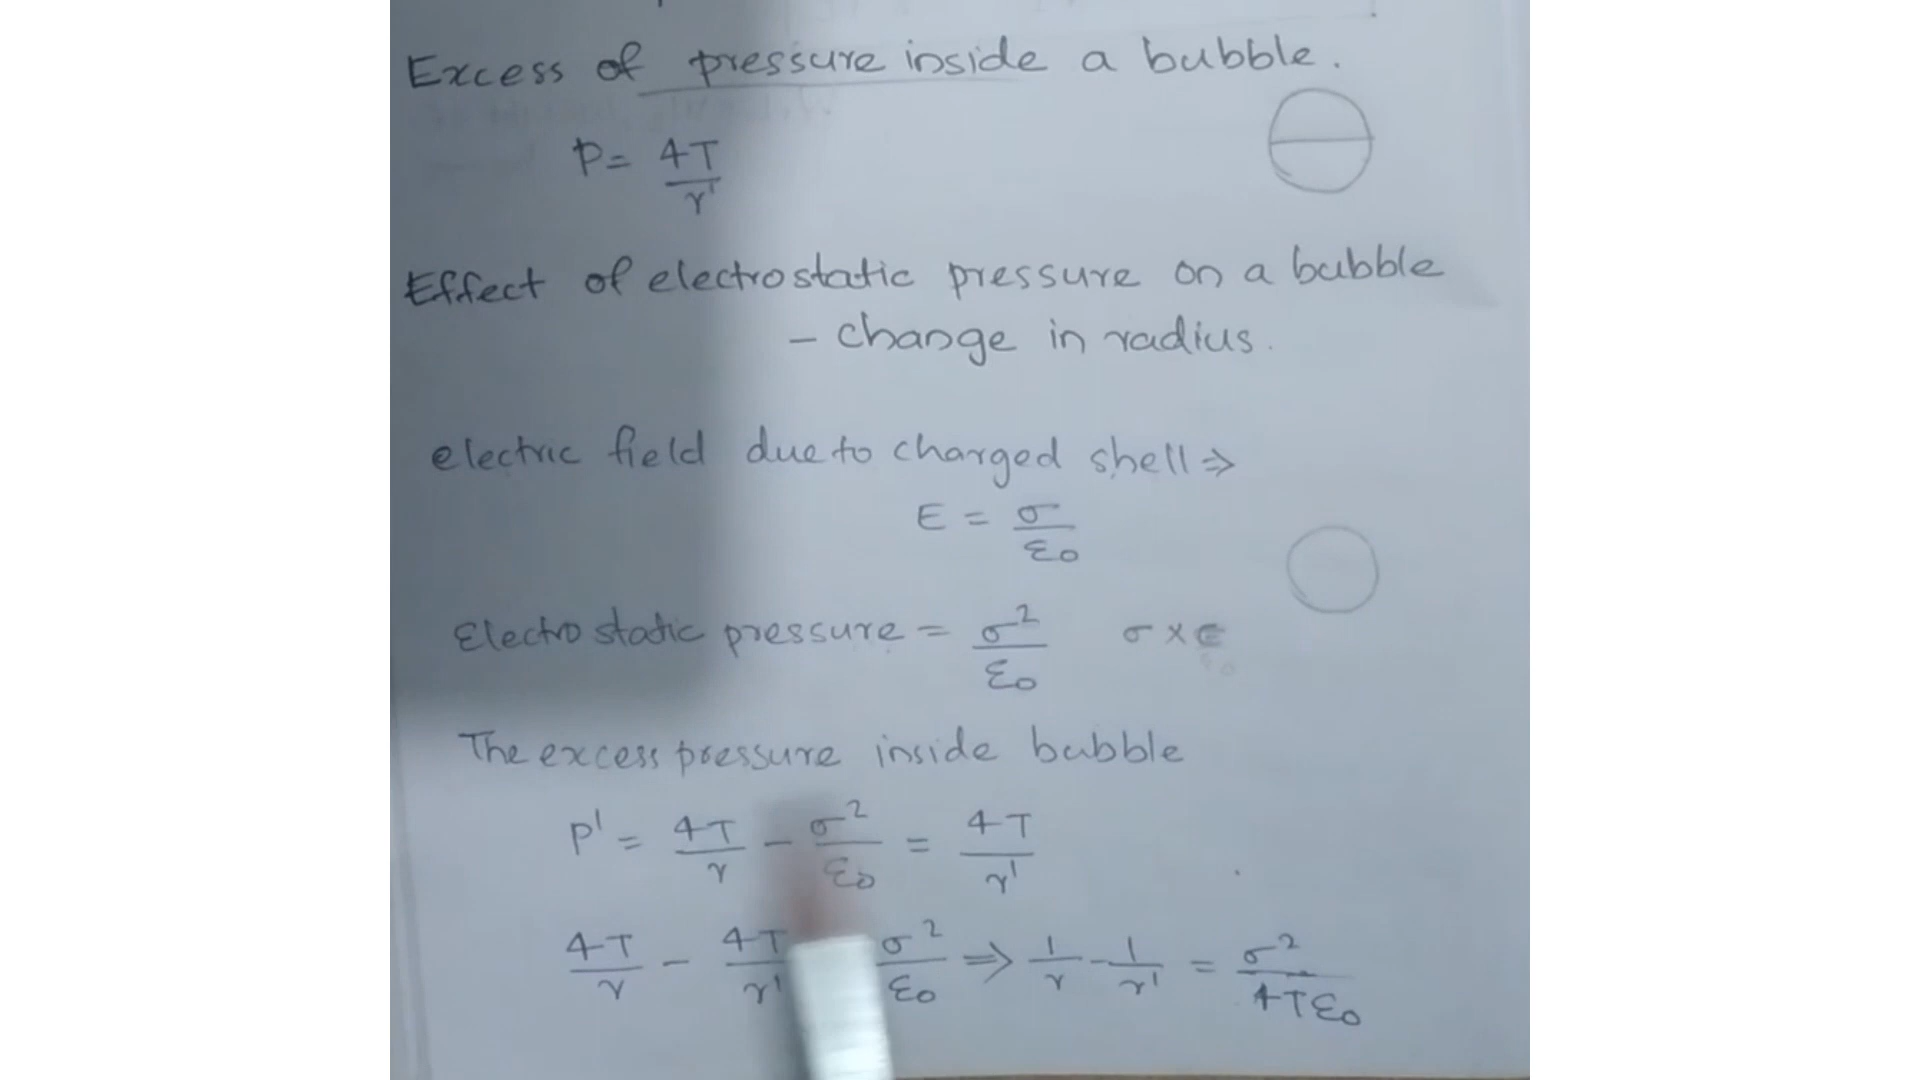 Excess of pressure inside a bubble.
P = 4T/r'
Effect of electrostatic pressure on a bubble
- change in radius.
electric field due to charged shell ⇒
E = σ/ε₀
Electrostatic pressure = σ²/ε₀ σ × E
The excess pressure inside bubble
P' = 4T/r - σ²/ε₀ = 4T/r'
4T/r - 4T/r' σ²/ε₀ ⇒ 1/r - 1/r' = σ²/4Tε₀